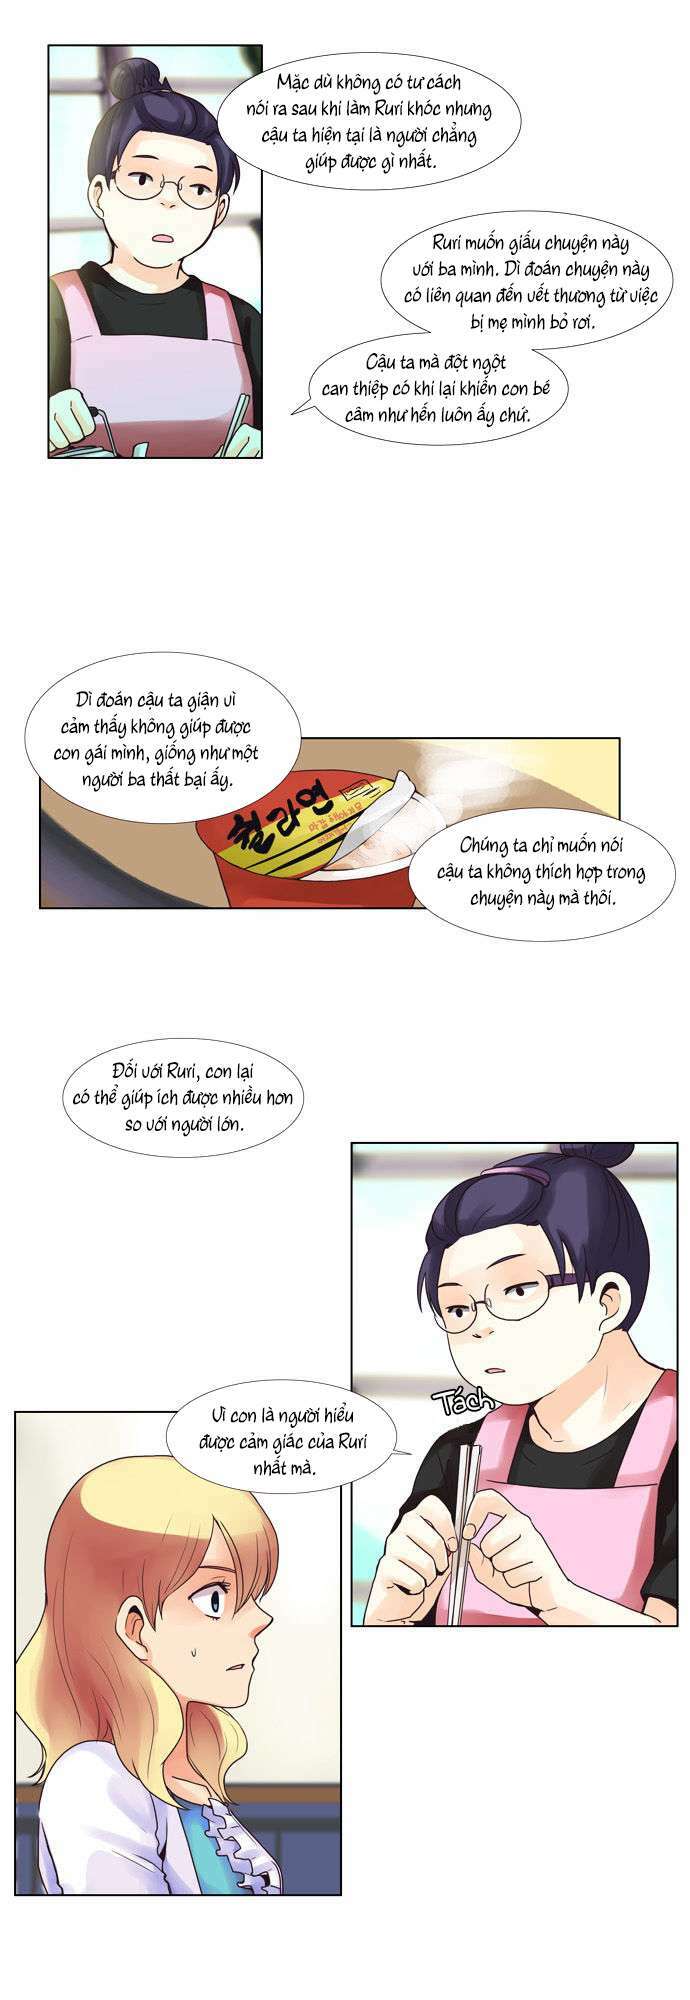 Mặc dù không có tư cách
nói ra sau khi làm Ruri khóc nhưng
cậu ta hiện tại là người chẳng
giúp được gì nhất.
Ruri muốn giấu chuyện này
với ba mình. Dì đoán chuyện này
có liên quan đến vết thương từ việc
bị mẹ mình bỏ rơi.
Cậu ta mà đột ngột
can thiệp có khi lại khiến con bé
câm như hến luôn ấy chứ.
Dì đoán cậu ta giận vì
cảm thấy không giúp được
con gái mình, giống như một
người ba thất bại ấy.
철라면
Chúng ta chỉ muốn nói
cậu ta không thích hợp trong
chuyện này mà thôi.
Đối với Ruri, con lại
có thể giúp ích được nhiều hơn
so với người lớn.
Tách
Vì con là người hiểu
được cảm giác của Ruri
nhất mà.